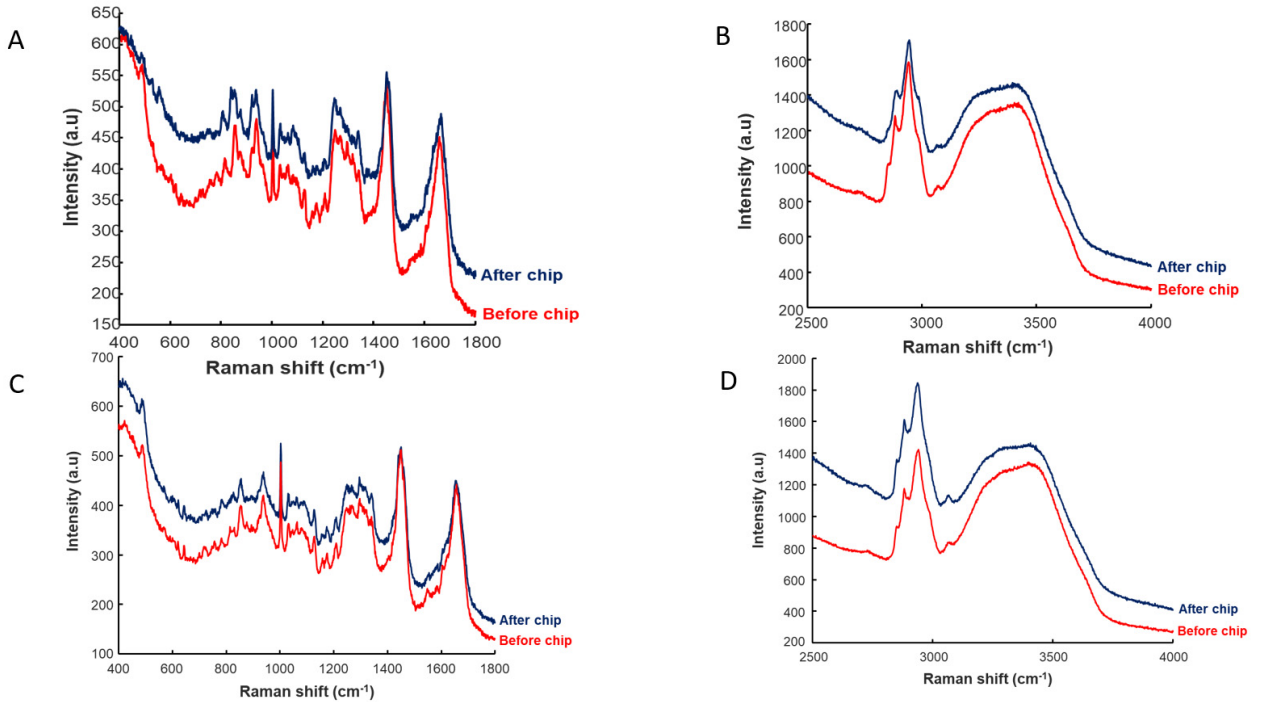 A
650
600
550
500
450
400
350
300
250
200
150
Intensity (a.u)
400 600 800 1000 1200 1400 1600 1800
Raman shift (cm-1)
After chip
Before chip
B
1800
1600
1400
1200
1000
800
600
400
200
Intensity (a.u)
2500 3000 3500 4000
Raman shift (cm-1)
After chip
Before chip
C
700
600
500
400
300
200
100
Intensity (a.u)
400 600 800 1000 1200 1400 1600 1800
Raman shift (cm-1)
After chip
Before chip
D
2000
1800
1600
1400
1200
1000
800
600
400
200
Intensity (a.u)
2500 3000 3500 4000
Raman shift (cm-1)
After chip
Before chip